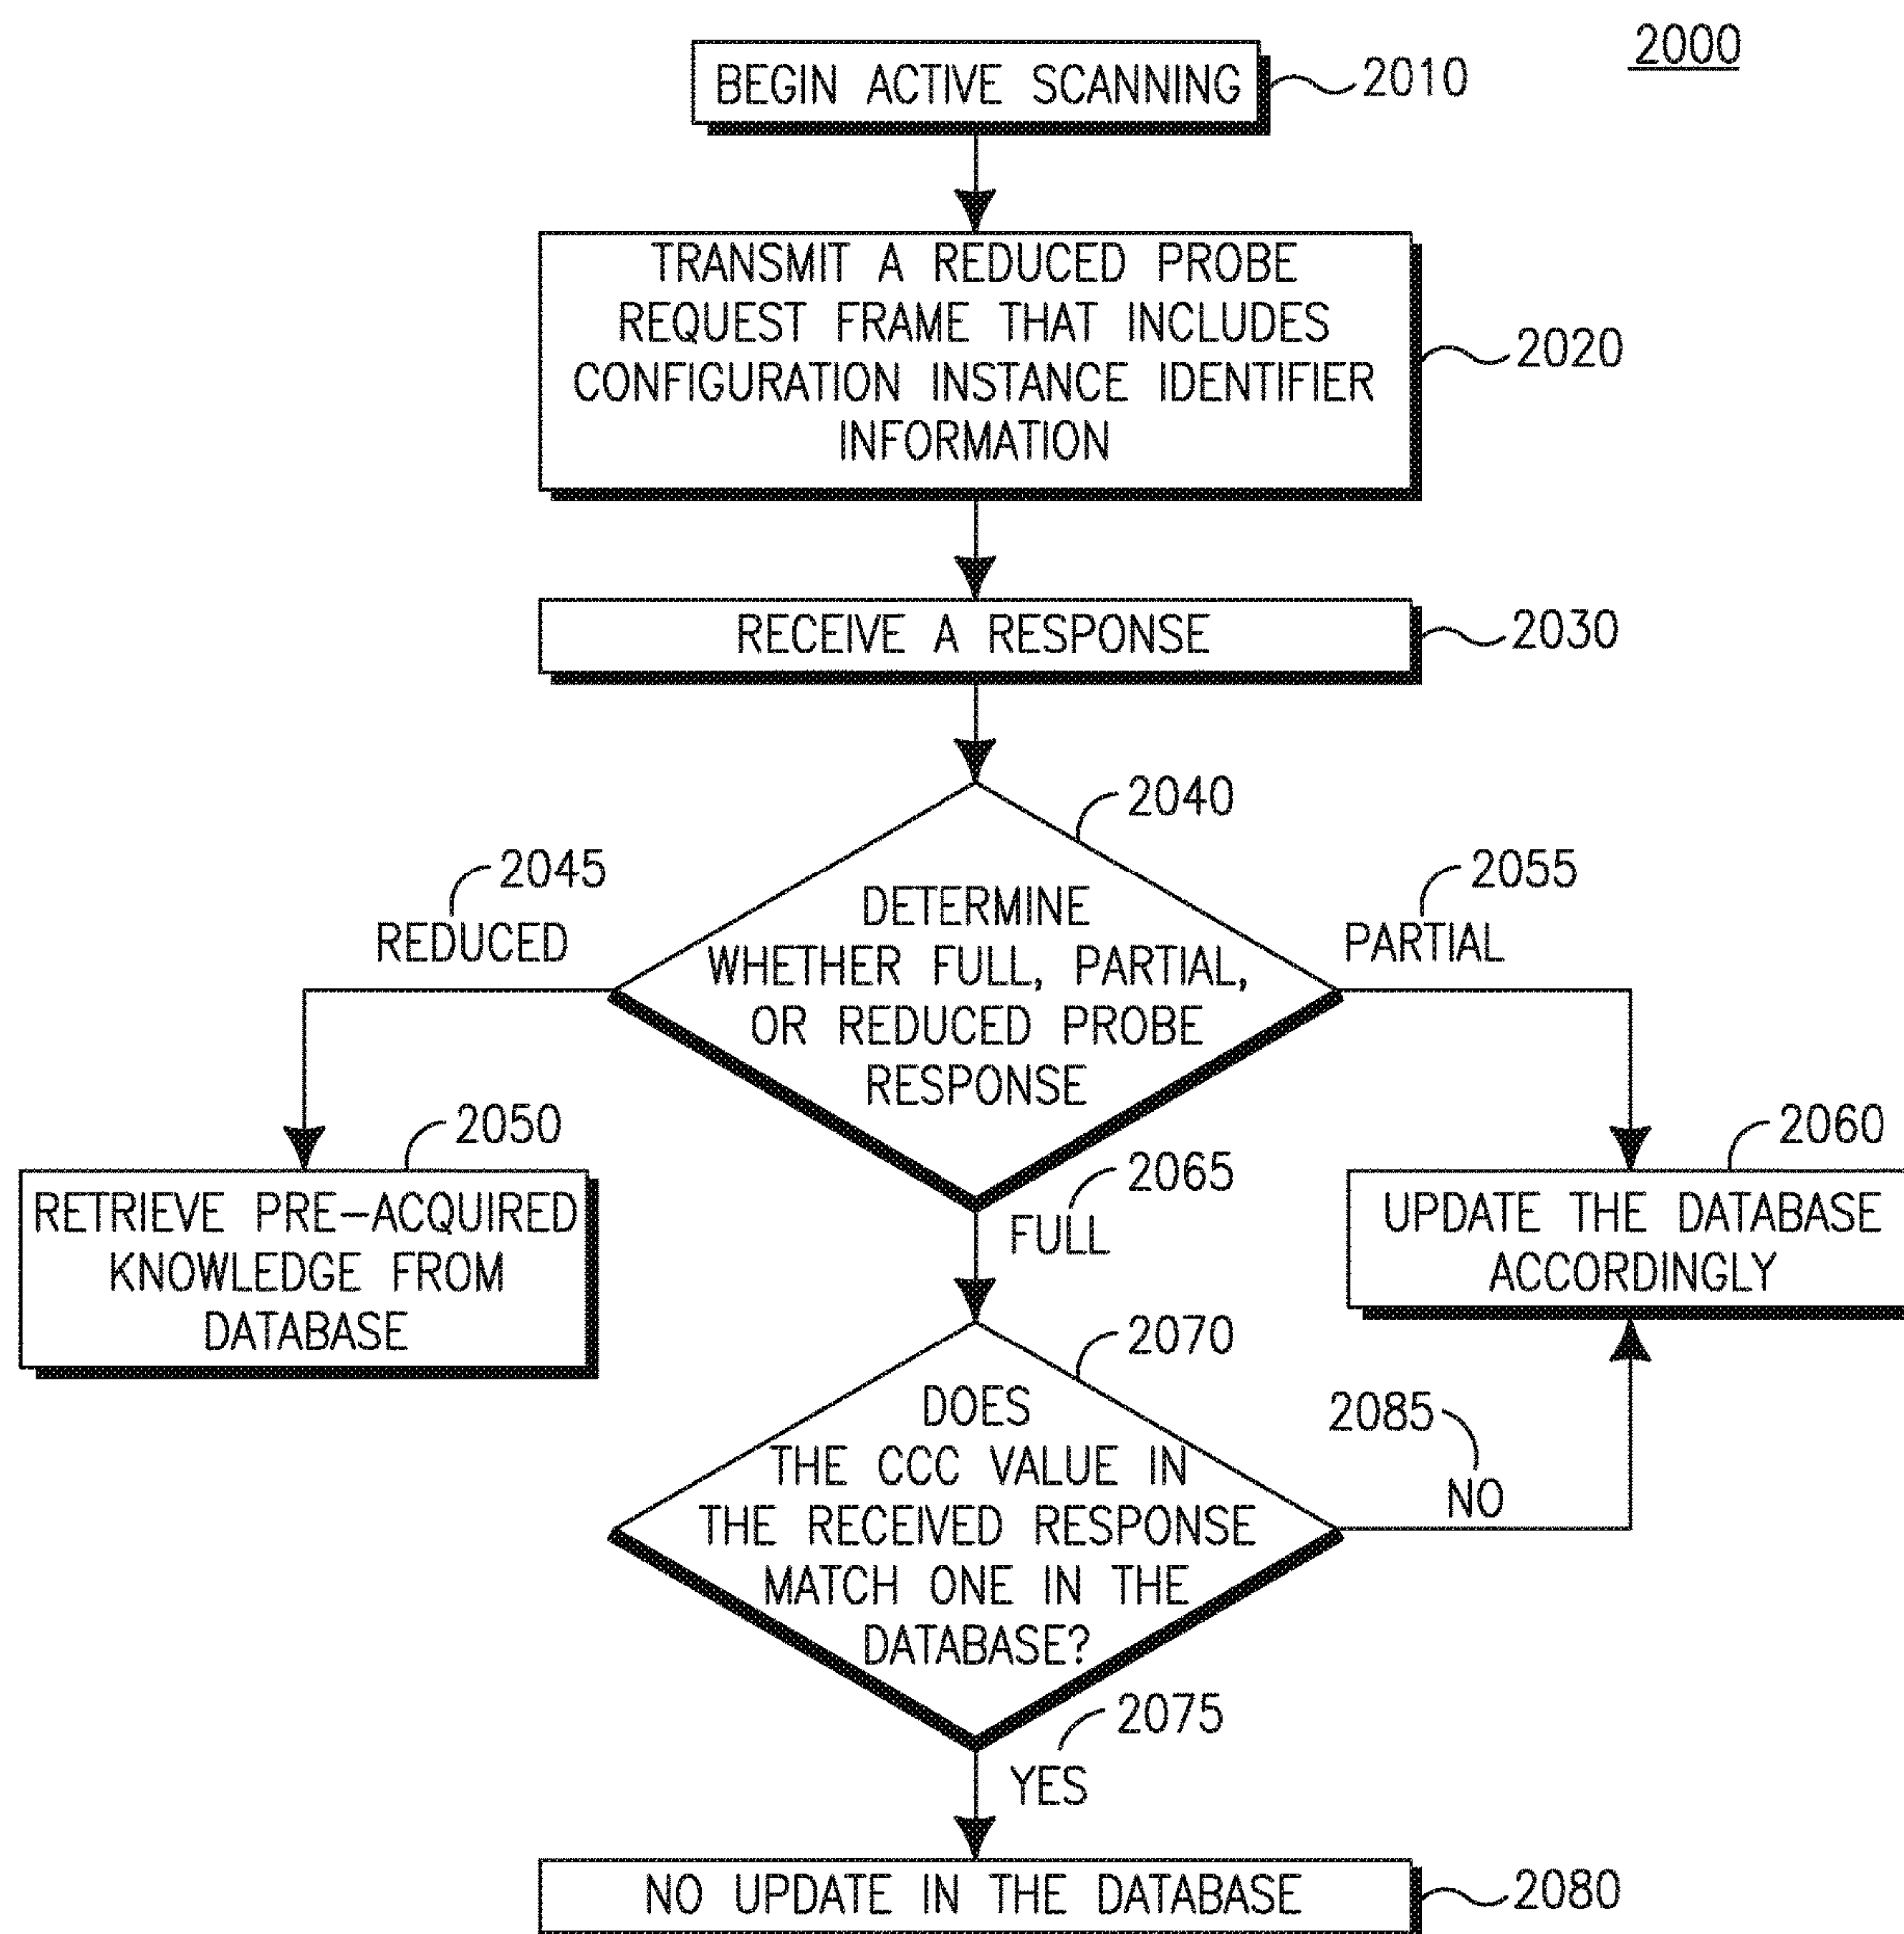 2000
BEGIN ACTIVE SCANNING
2010
TRANSMIT A REDUCED PROBE
REQUEST FRAME THAT INCLUDES
CONFIGURATION INSTANCE IDENTIFIER
INFORMATION
2020
RECEIVE A RESPONSE
2030
2040
DETERMINE
WHETHER FULL, PARTIAL,
OR REDUCED PROBE
RESPONSE
2045
REDUCED
2055
PARTIAL
2050
RETRIEVE PRE-ACQUIRED
KNOWLEDGE FROM
DATABASE
2065
FULL
2060
UPDATE THE DATABASE
ACCORDINGLY
2070
DOES
THE CCC VALUE IN
THE RECEIVED RESPONSE
MATCH ONE IN THE
DATABASE?
2085
NO
2075
YES
NO UPDATE IN THE DATABASE
2080